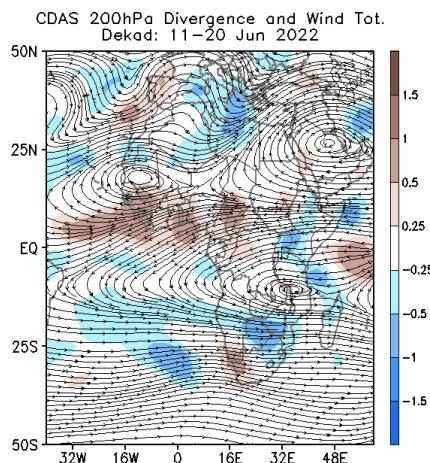 CDAS 200hPa Divergence and Wind Tot.
Dekad: 11-20 Jun 2022
50N
25N
EQ
25S
50S
32W 16W 0 16E 32E 48E
1.5
1
0.5
0.25
-0.25
-0.5
-1
-1.5